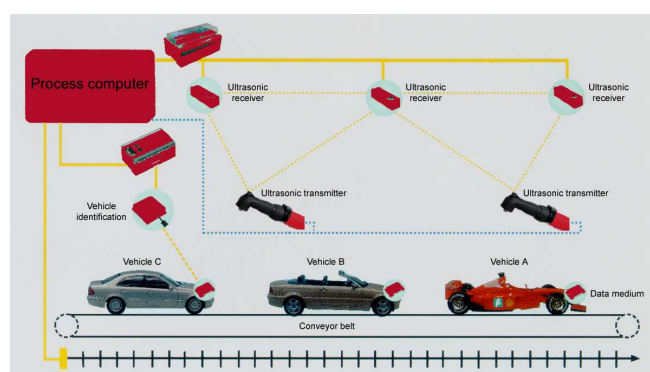 Process computer
Ultrasonic
receiver
Ultrasonic
receiver
Ultrasonic
receiver
Vehicle
identification
Ultrasonic transmitter
Ultrasonic transmitter
Vehicle C
Vehicle B
Vehicle A
Data medium
Conveyor belt